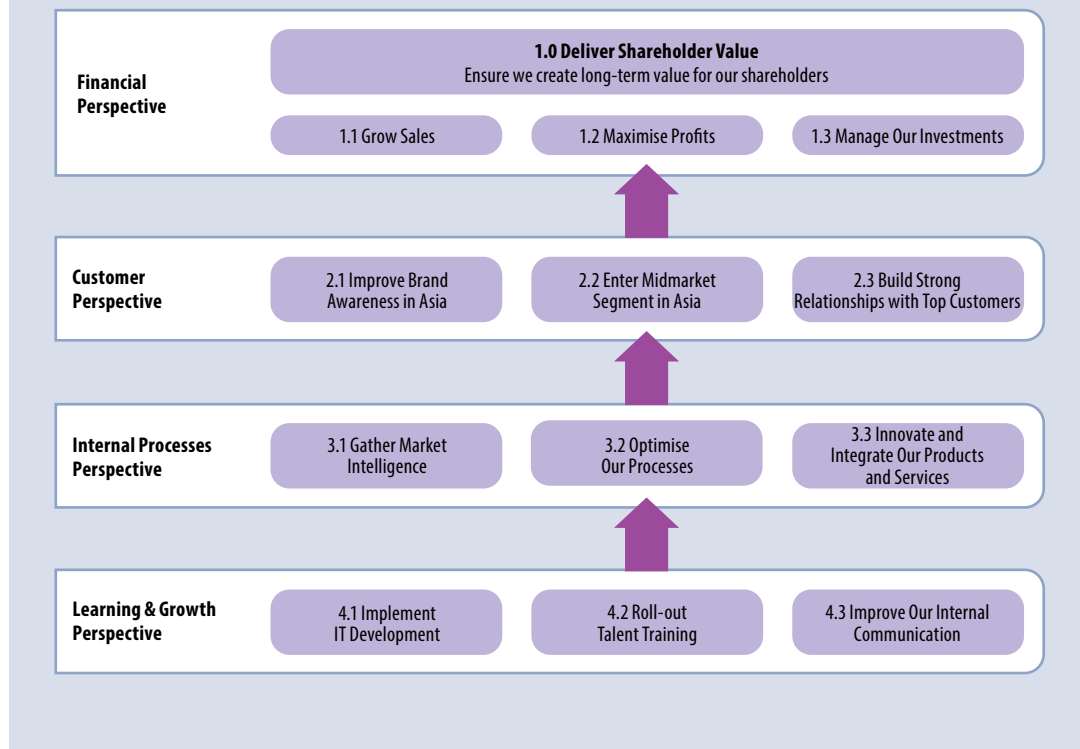 Financial
Perspective
1.0 Deliver Shareholder Value
Ensure we create long-term value for our shareholders
1.1 Grow Sales
1.2 Maximise Profits
1.3 Manage Our Investments
Customer
Perspective
2.1 Improve Brand
Awareness in Asia
2.2 Enter Midmarket
Segment in Asia
2.3 Build Strong
Relationships with Top Customers
Internal Processes
Perspective
3.1 Gather Market
Intelligence
3.2 Optimise
Our Processes
3.3 Innovate and
Integrate Our Products
and Services
Learning & Growth
Perspective
4.1 Implement
IT Development
4.2 Roll-out
Talent Training
4.3 Improve Our Internal
Communication